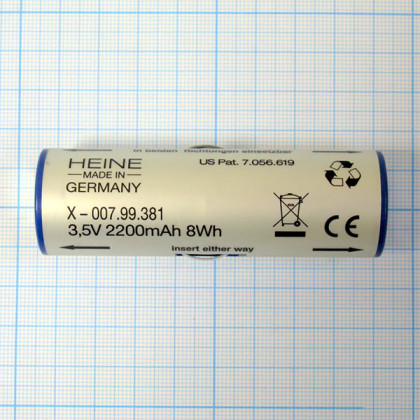 in beiden Richtungen einsetzbar
HEINE
MADE IN
GERMANY
US Pat. 7.056.619
X – 007.99.381
3,5V 2200mAh 8Wh
CE
insert either way